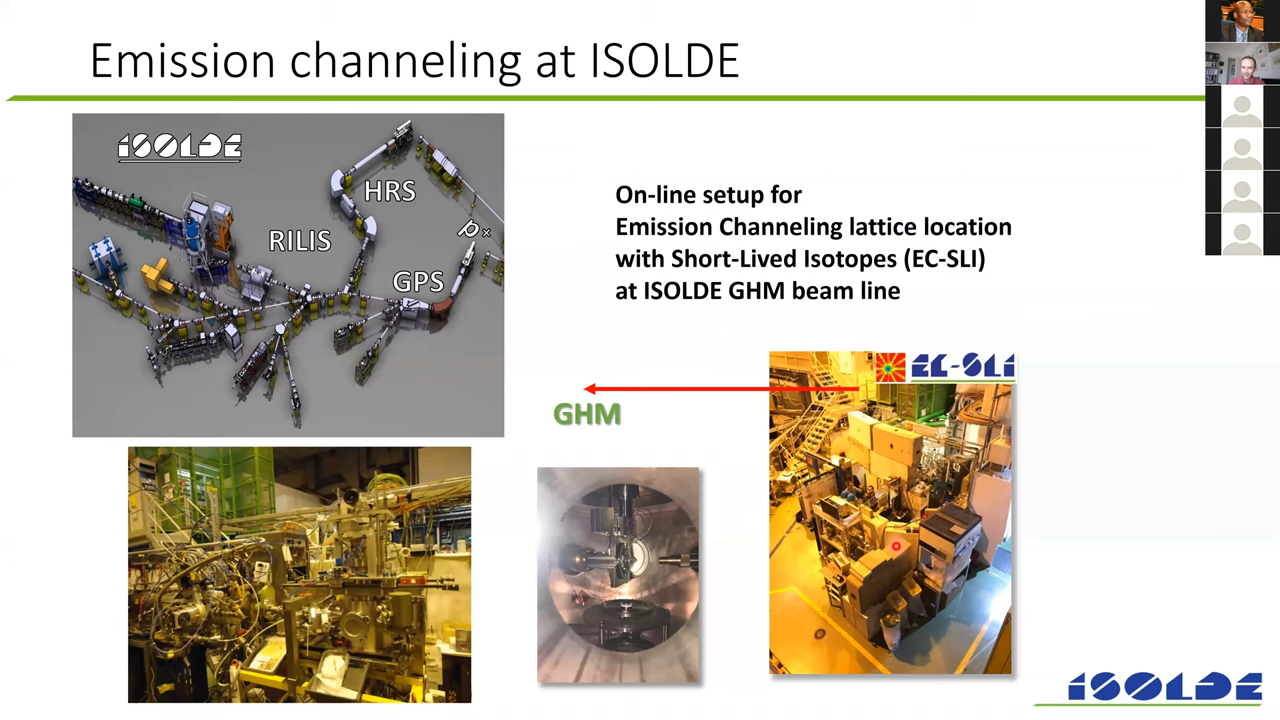 Emission channeling at ISOLDE
ISOLDE
HRS
RILIS
p
GPS
On-line setup for
Emission Channeling lattice location
with Short-Lived Isotopes (EC-SLI)
at ISOLDE GHM beam line
EC-SLI
GHM
ISOLDE